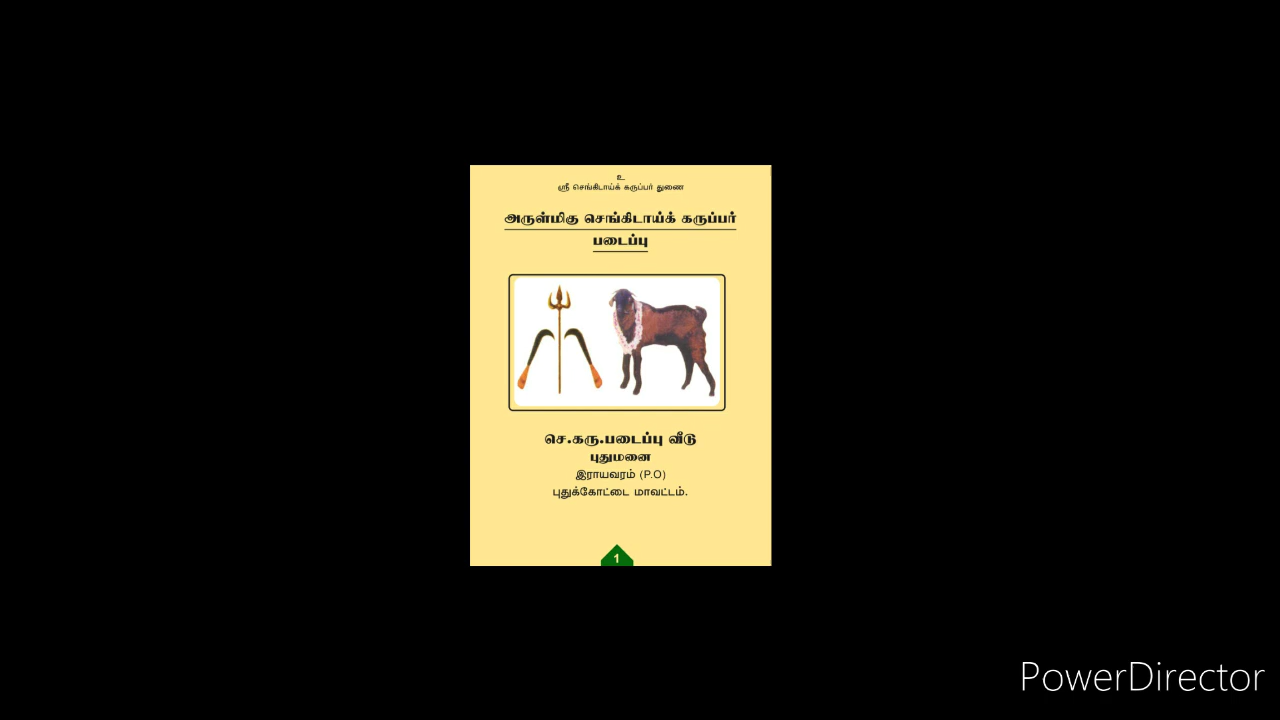 உ
ஸ்ரீ செங்கிடாய்க் கருப்பர் துணை
அருள்மிகு செங்கிடாய்க் கருப்பர்
படைப்பு
செ.கரு.படைப்பு வீடு
புதுமனை
இராயவரம் (P.O)
புதுக்கோட்டை மாவட்டம்.
1
PowerDirector